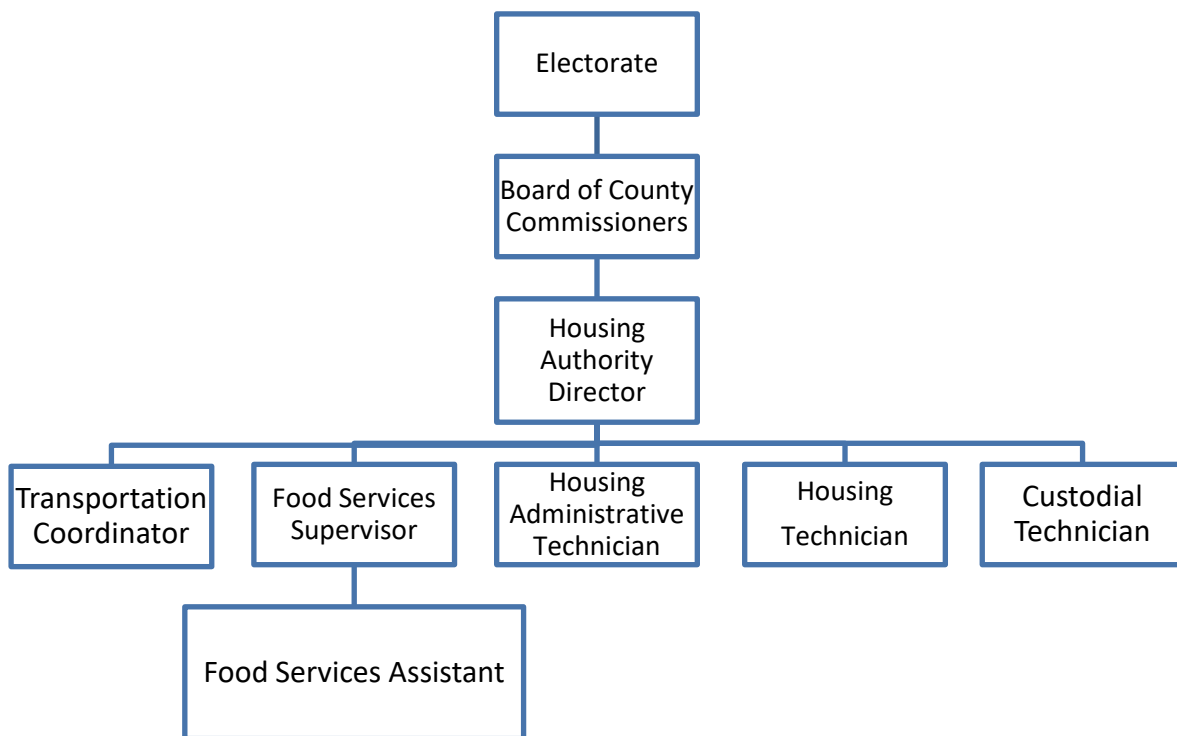 Electorate
Board of County
Commissioners
Housing
Authority
Director
Transportation
Coordinator
Food Services
Supervisor
Housing
Administrative
Technician
Housing
Technician
Custodial
Technician
Food Services Assistant